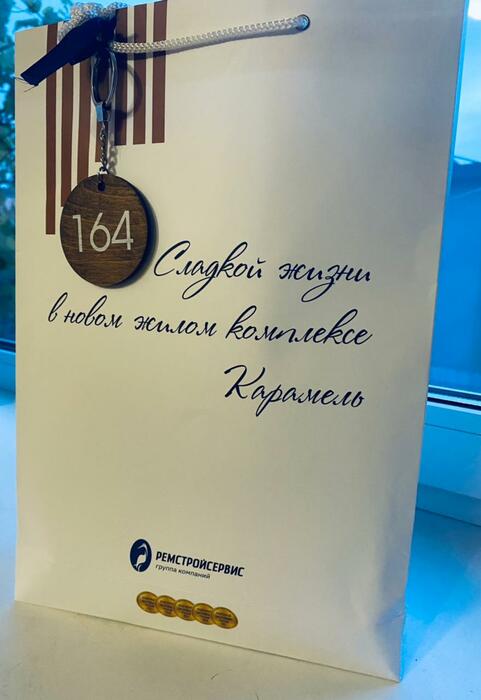 164
Сладкой жизни
в новом жилом комплексе
Карамель
РЕМСТРОЙСЕРВИС
группа компаний